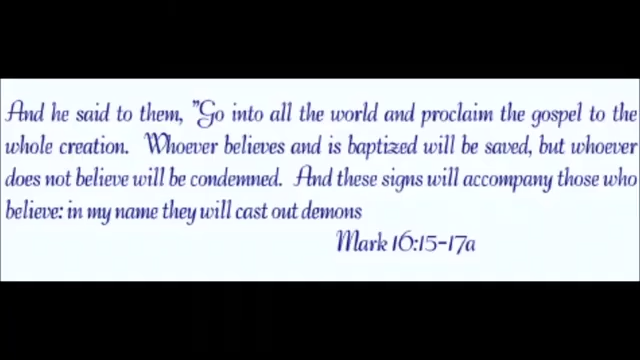 And he said to them, "Go into all the world and proclaim the gospel to the
whole creation.  Whoever believes and is baptized will be saved, but whoever
does not believe will be condemned.  And these signs will accompany those who
believe: in my name they will cast out demons
Mark 16:15-17a